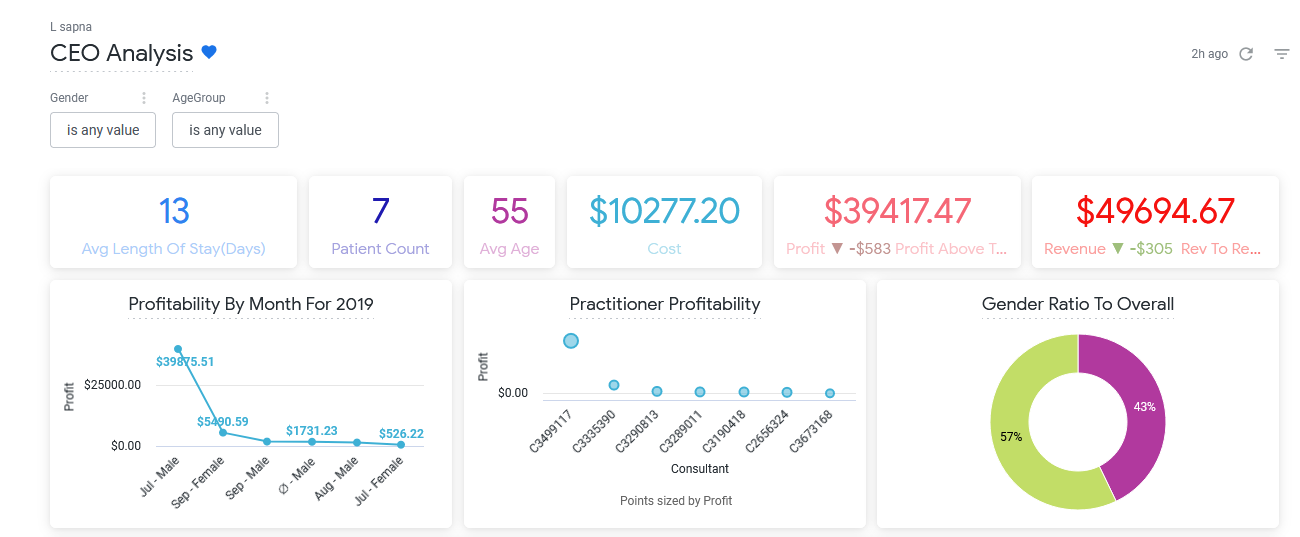 L sapna
CEO Analysis
2h ago
Gender
AgeGroup
is any value
is any value
13
Avg Length Of Stay(Days)
7
Patient Count
55
Avg Age
$10277.20
Cost
$39417.47
Profit ▼ -$583 Profit Above T...
$49694.67
Revenue ▼ -$305 Rev To Re...
Profitability By Month For 2019
Profit
$25000.00
$0.00
$39875.51
$5490.59
$1731.23
$526.22
Jul - Male
Sep - Female
Sep - Male
∅ - Male
Aug - Male
Jul - Female
Practitioner Profitability
Profit
$0.00
C3499117
C3335390
C3290813
C3289011
C3190418
C2656324
C3673168
Consultant
Points sized by Profit
Gender Ratio To Overall
43%
57%